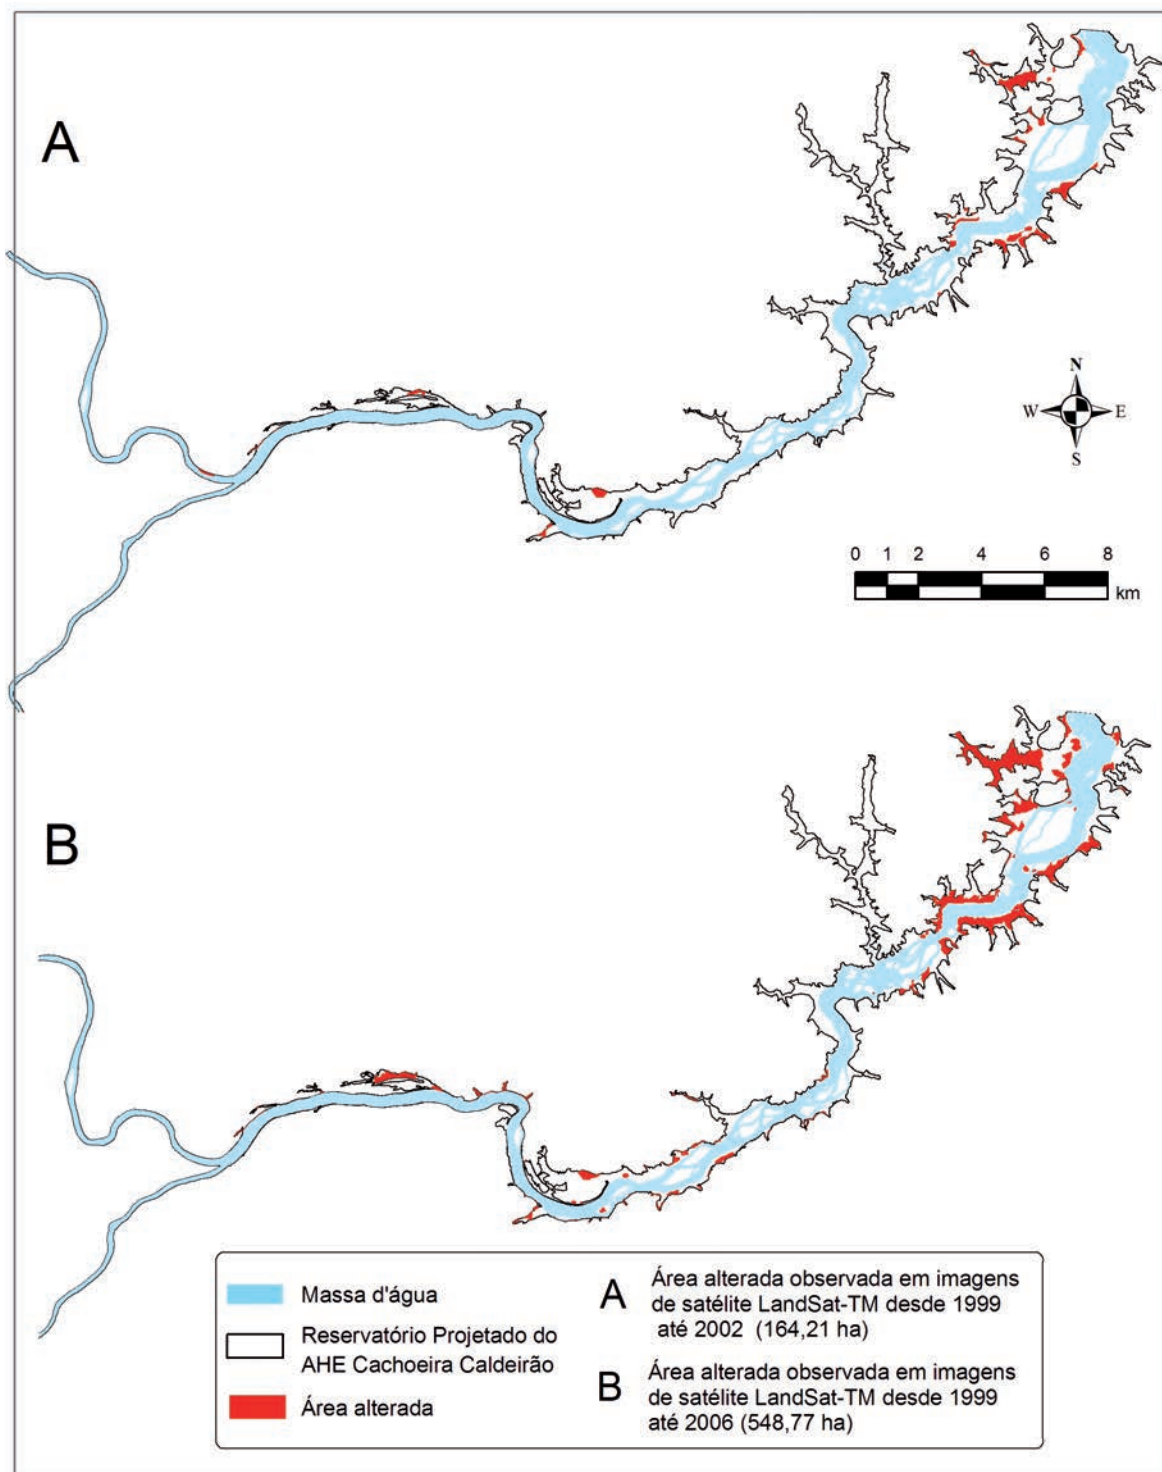 A
N
W E
S
0 1 2 4 6 8
km
B
Massa d'água
Reservatório Projetado do
AHE Cachoeira Caldeirão
Área alterada
A
Área alterada observada em imagens
de satélite LandSat-TM desde 1999
até 2002 (164,21 ha)
B
Área alterada observada em imagens
de satélite LandSat-TM desde 1999
até 2006 (548,77 ha)